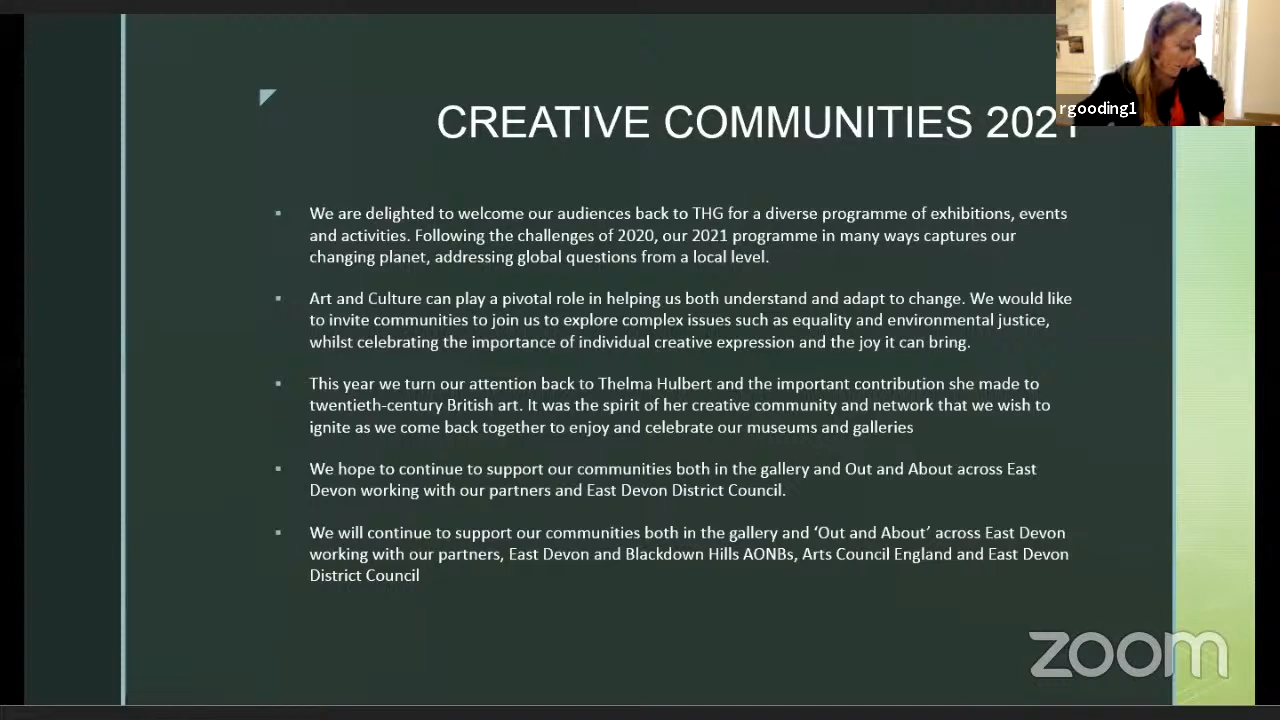 CREATIVE COMMUNITIES 2021
rgooding1
▪ We are delighted to welcome our audiences back to THG for a diverse programme of exhibitions, events
and activities. Following the challenges of 2020, our 2021 programme in many ways captures our
changing planet, addressing global questions from a local level.
▪ Art and Culture can play a pivotal role in helping us both understand and adapt to change. We would like
to invite communities to join us to explore complex issues such as equality and environmental justice,
whilst celebrating the importance of individual creative expression and the joy it can bring.
▪ This year we turn our attention back to Thelma Hulbert and the important contribution she made to
twentieth-century British art. It was the spirit of her creative community and network that we wish to
ignite as we come back together to enjoy and celebrate our museums and galleries
▪ We hope to continue to support our communities both in the gallery and Out and About across East
Devon working with our partners and East Devon District Council.
▪ We will continue to support our communities both in the gallery and ‘Out and About’ across East Devon
working with our partners, East Devon and Blackdown Hills AONBs, Arts Council England and East Devon
District Council
zoom